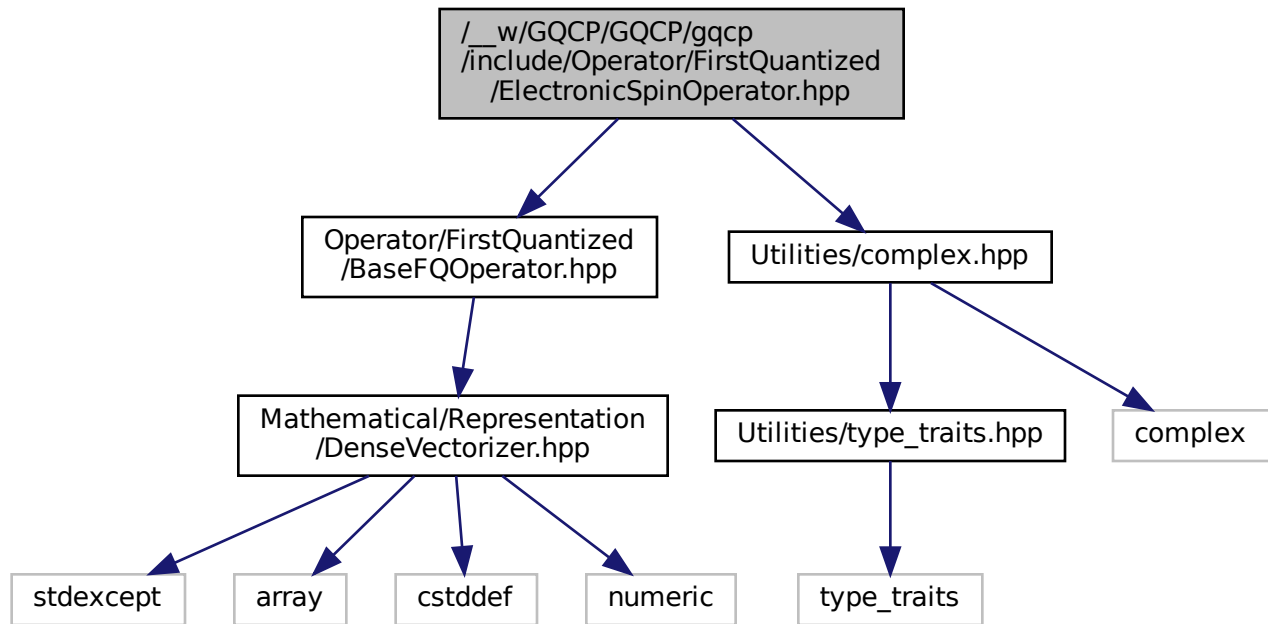 /__w/GQCP/GQCP/gqcp
/include/Operator/FirstQuantized
/ElectronicSpinOperator.hpp
Operator/FirstQuantized
/BaseFQOperator.hpp
Utilities/complex.hpp
Mathematical/Representation
/DenseVectorizer.hpp
Utilities/type_traits.hpp
complex
stdexcept
array
cstddef
numeric
type_traits